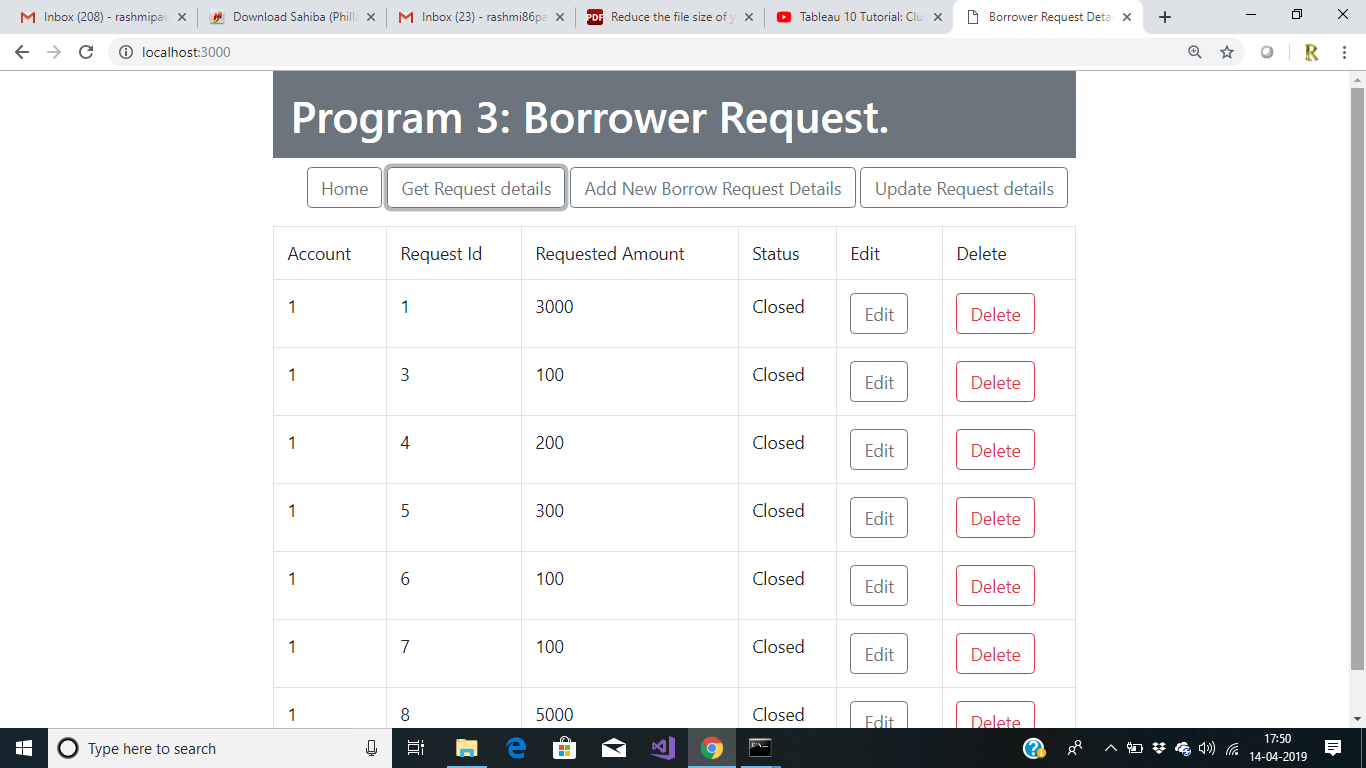 Inbox (208) - rashmipaw
Download Sahiba (Philla
Inbox (23) - rashmi86pa
PDF Reduce the file size of y
Tableau 10 Tutorial: Clu
Borrower Request Deta
localhost:3000
R
Program 3: Borrower Request.
Home Get Request details Add New Borrow Request Details Update Request details
Account Request Id Requested Amount Status Edit Delete
1 1 3000 Closed Edit Delete
1 3 100 Closed Edit Delete
1 4 200 Closed Edit Delete
1 5 300 Closed Edit Delete
1 6 100 Closed Edit Delete
1 7 100 Closed Edit Delete
1 8 5000 Closed Edit Delete
Type here to search
17:50
14-04-2019